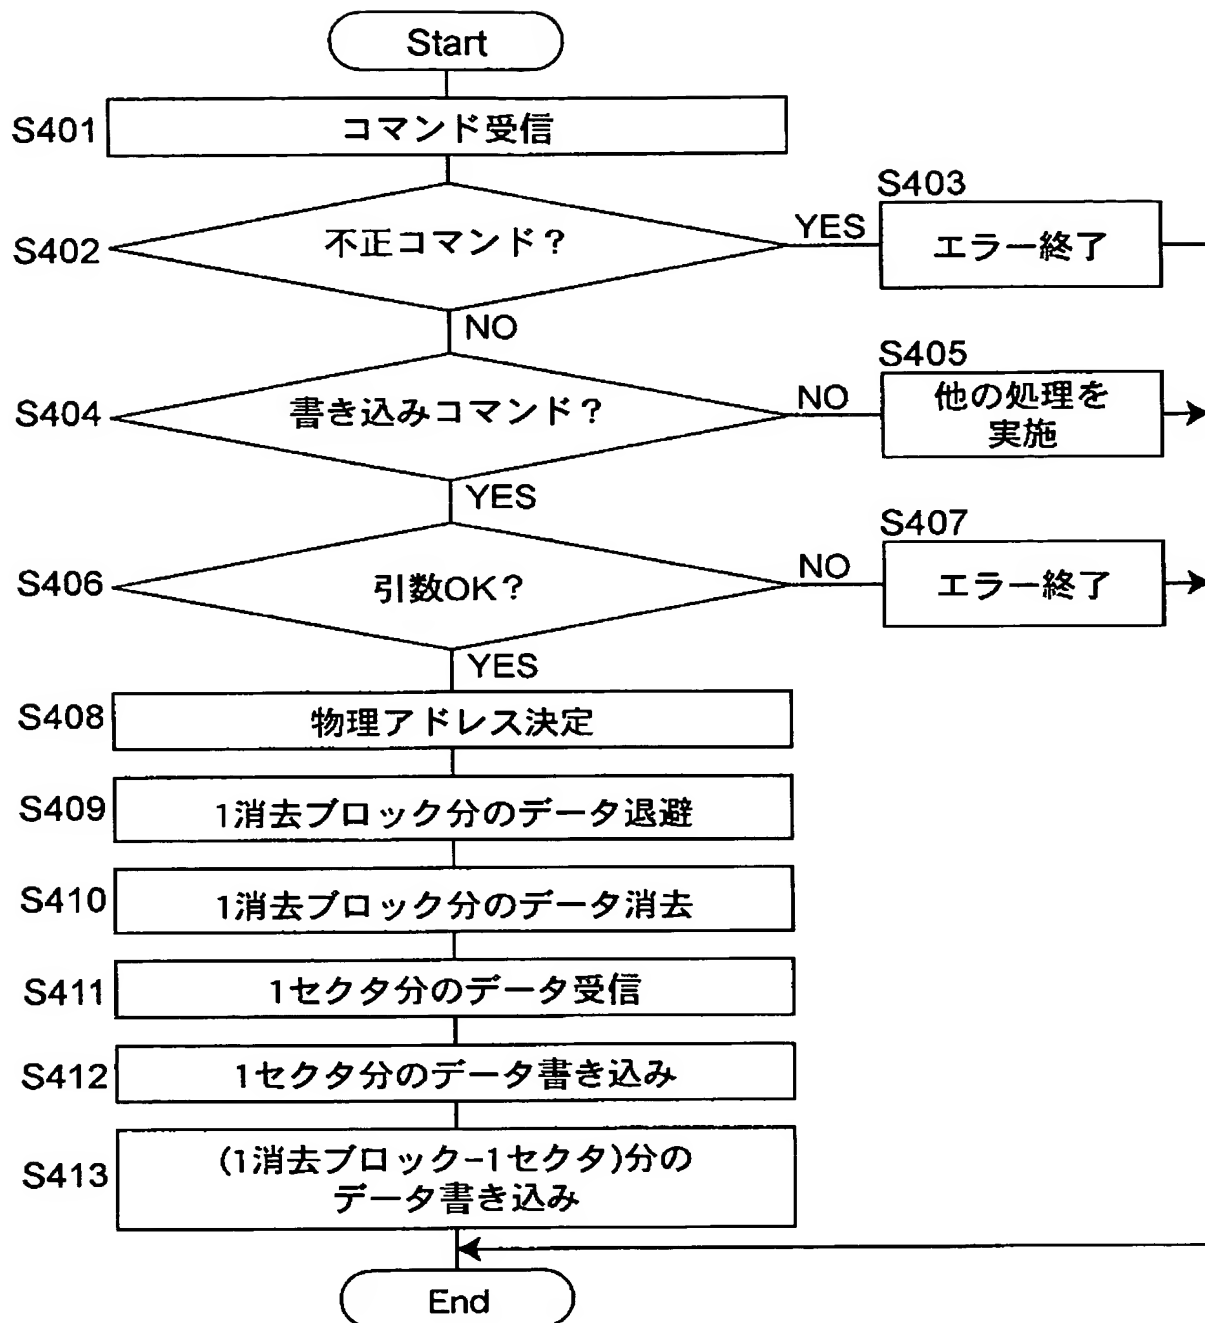 Start
S401
コマンド受信
S402
不正コマンド?
YES
S403
エラー終了
NO
S404
書き込みコマンド?
NO
S405
他の処理を
実施
YES
S406
引数OK?
NO
S407
エラー終了
YES
S408
物理アドレス決定
S409
1消去ブロック分のデータ退避
S410
1消去ブロック分のデータ消去
S411
1セクタ分のデータ受信
S412
1セクタ分のデータ書き込み
S413
(1消去ブロック-1セクタ)分の
データ書き込み
End